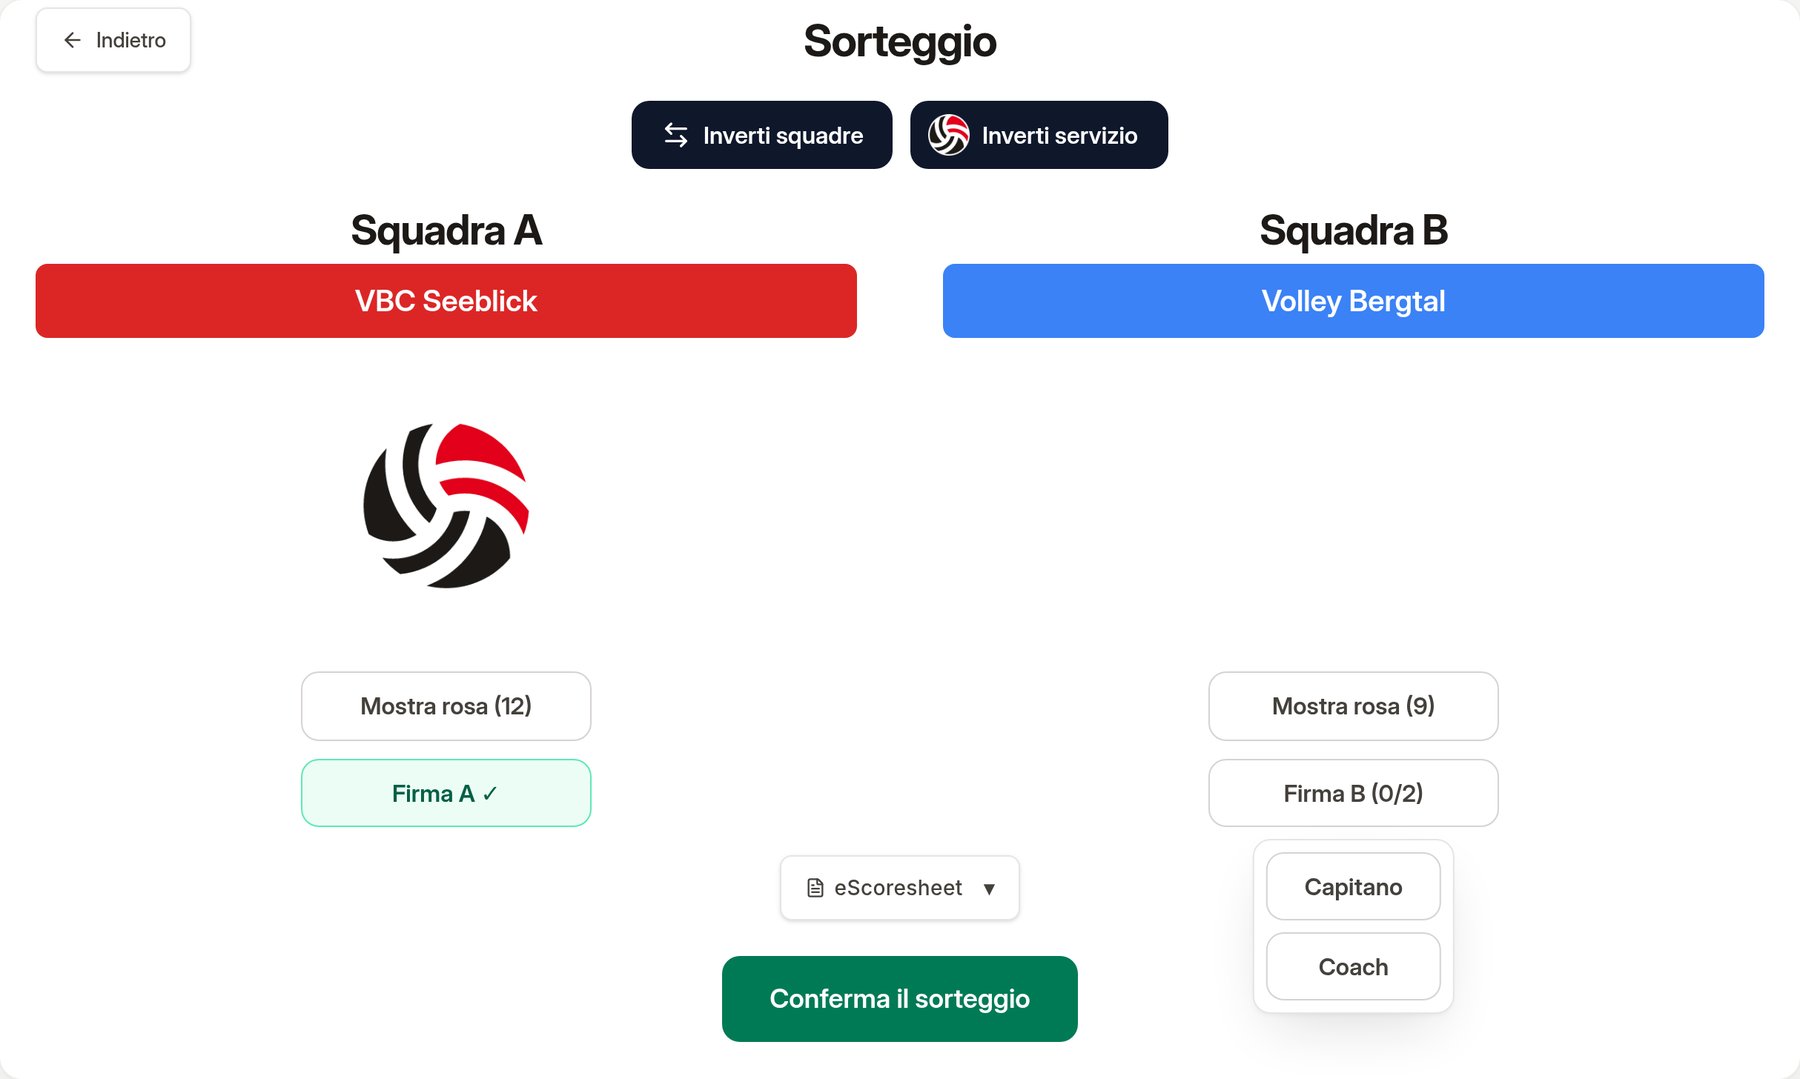 Indietro
Sorteggio
Inverti squadre
Inverti servizio
Squadra A
Squadra B
VBC Seeblick
Volley Bergtal
Mostra rosa (12)
Mostra rosa (9)
Firma A ✓
Firma B (0/2)
eScoresheet ▼
Capitano
Coach
Conferma il sorteggio